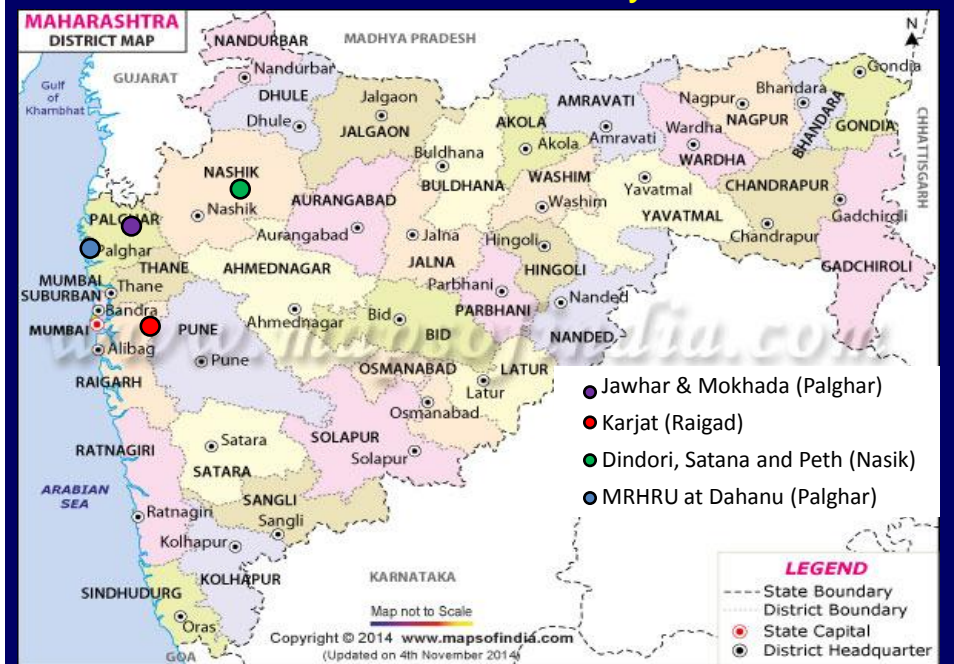 MAHARASHTRA
DISTRICT MAP
N
MADHYA PRADESH
GUJARAT
Gulf
of
Khambhat
CHHATTISGARH
NANDURBAR
Nandurbar
DHULE
Dhule
Jalgaon
JALGAON
Buldhana
BULDHANA
AKOLA
Akola
AMRAVATI
Amravati
Nagpur
NAGPUR
Wardha
WARDHA
Bhandara
BHANDARA
Gondia
GONDIA
NASHIK
Nashik
AURANGABAD
Aurangabad
Jalna
JALNA
WASHIM
Washim
Hingoli
HINGOLI
Yavatmal
YAVATMAL
CHANDRAPUR
Chandrapur
Gadchirdli
GADCHIROLI
PALGHAR
Palghar
THANE
Thane
MUMBAI
SUBURBAN
Bandra
MUMBAI
Alibag
RAIGARH
AHMEDNAGAR
Ahmednagar
PUNE
Pune
Bid
BID
Parbhani
PARBHANI
Nanded
NANDED
www.mapsofindia.com
OSMANABAD
Osmanabad
LATUR
Latur
SOLAPUR
Solapur
Satara
SATARA
RATNAGIRI
Ratnagiri
ARABIAN
SEA
SANGLI
Sangli
Kolhapur
KOLHAPUR
SINDHUDURG
Oras
GOA
KARNATAKA
Jawhar & Mokhada (Palghar)
Karjat (Raigad)
Dindori, Satana and Peth (Nasik)
MRHRU at Dahanu (Palghar)
Map not to Scale
Copyright © 2014 www.mapsofindia.com
(Updated on 4th November 2014)
LEGEND
State Boundary
District Boundary
State Capital
District Headquarter